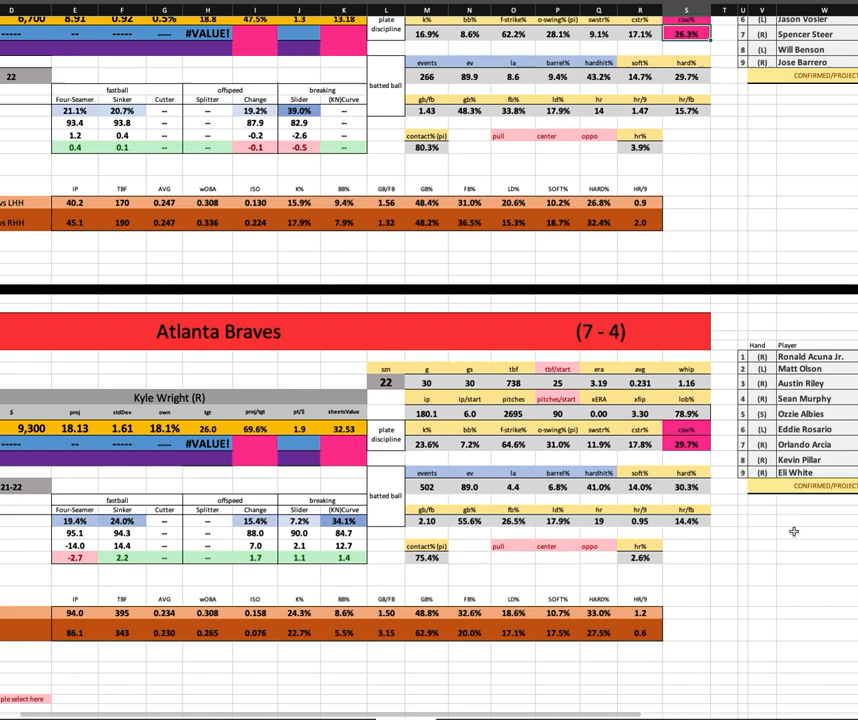 D E F G H I J K L M N O P Q R S T U V W
6,700 8.91 0.92 0.5% 18.8 47.5% 1.3 13.18 plate discipline k% bb% f-strike% o-swing% (pi) swstr% cstr% csw% 6 (L) Jason Vosler
----- ---- ----- ---- #VALUE! 16.9% 8.6% 62.2% 28.1% 9.1% 17.1% 26.3% 7 (R) Spencer Steer
8 (L) Will Benson
events ev la barrel% hardhit% soft% hard% 9 (R) Jose Barrero
22 266 89.9 8.6 9.4% 43.2% 14.7% 29.7% CONFIRMED/PROJECT
fastball offspeed breaking batted ball
Four-Seamer Sinker Cutter Splitter Change Slider (KN)Curve gb/fb gb% fb% ld% hr hr/9 hr/fb
21.1% 20.7% -- -- 19.2% 39.0% -- 1.43 48.3% 33.8% 17.9% 14 1.47 15.7%
93.4 93.8 -- -- 87.9 82.9 --
1.2 0.4 -- -- -0.2 -2.6 -- contact% (pi) pull center oppo hr%
0.4 0.1 -- -- -0.1 -0.5 -- 80.3% 3.9%
IP TBF AVG wOBA ISO K% BB% GB/FB GB% FB% LD% SOFT% HARD% HR/9
vs LHH 40.2 170 0.247 0.308 0.130 15.9% 9.4% 1.56 48.4% 31.0% 20.6% 10.2% 26.8% 0.9
vs RHH 45.1 190 0.247 0.336 0.224 17.9% 7.9% 1.32 48.2% 36.5% 15.3% 18.7% 32.4% 2.0
Atlanta Braves (7 - 4)
Hand Player
1 (R) Ronald Acuna Jr.
szn g gs tbf tbf/start era avg whip 2 (L) Matt Olson
22 30 30 738 25 3.19 0.231 1.16 3 (R) Austin Riley
Kyle Wright (R) ip ip/start pitches pitches/start xERA xfip lob% 4 (R) Sean Murphy
$ proj stdDev own tgt proj/tgt pt/$ sheetsValue 180.1 6.0 2695 90 0.00 3.30 78.9% 5 (S) Ozzie Albies
9,300 18.13 1.61 18.1% 26.0 69.6% 1.9 32.53 plate discipline k% bb% f-strike% o-swing% (pi) swstr% cstr% csw% 6 (L) Eddie Rosario
----- ---- ----- ---- #VALUE! 23.6% 7.2% 64.6% 31.0% 11.9% 17.8% 29.7% 7 (R) Orlando Arcia
8 (R) Kevin Pillar
events ev la barrel% hardhit% soft% hard% 9 (R) Eli White
21-22 502 89.0 4.4 6.8% 41.0% 14.0% 30.3% CONFIRMED/PROJECT
fastball offspeed breaking batted ball
Four-Seamer Sinker Cutter Splitter Change Slider (KN)Curve gb/fb gb% fb% ld% hr hr/9 hr/fb
19.4% 24.0% -- -- 15.4% 7.2% 34.1% 2.10 55.6% 26.5% 17.9% 19 0.95 14.4%
95.1 94.3 -- -- 88.0 90.0 84.7
-14.0 14.4 -- -- 7.0 2.1 12.7 contact% (pi) pull center oppo hr%
-2.7 2.2 -- -- 1.7 1.1 1.4 75.4% 2.6%
IP TBF AVG wOBA ISO K% BB% GB/FB GB% FB% LD% SOFT% HARD% HR/9
94.0 395 0.234 0.308 0.158 24.3% 8.6% 1.50 48.8% 32.6% 18.6% 10.7% 33.0% 1.2
86.1 343 0.230 0.265 0.076 22.7% 5.5% 3.15 62.9% 20.0% 17.1% 17.5% 27.5% 0.6
ple select here